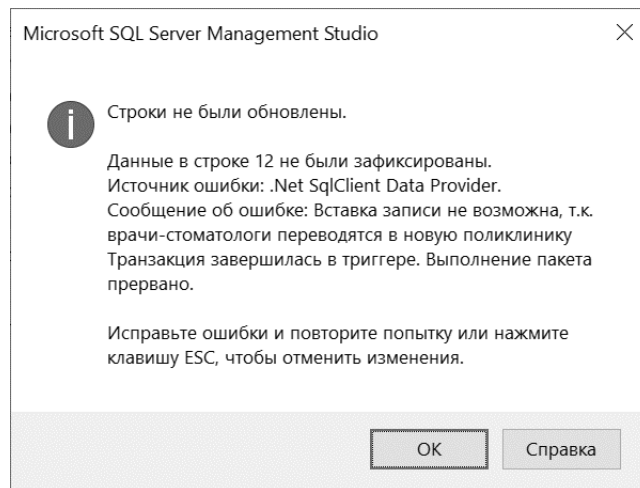 Microsoft SQL Server Management Studio
Строки не были обновлены.
Данные в строке 12 не были зафиксированы.
Источник ошибки: .Net SqlClient Data Provider.
Сообщение об ошибке: Вставка записи не возможна, т.к.
врачи-стоматологи переводятся в новую поликлинику
Транзакция завершилась в триггере. Выполнение пакета
прервано.
Исправьте ошибки и повторите попытку или нажмите
клавишу ESC, чтобы отменить изменения.
OK
Справка